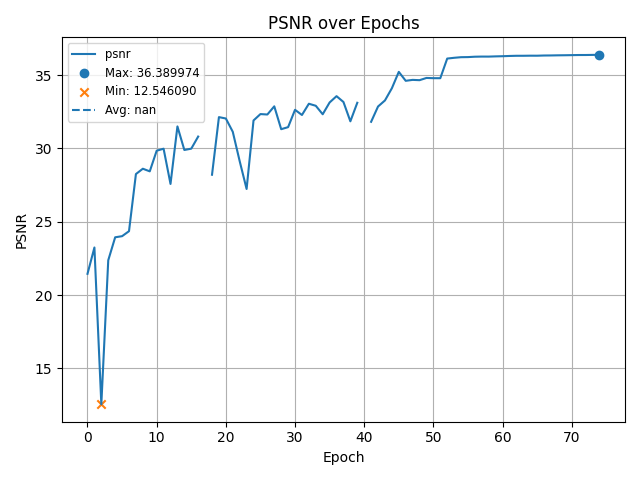 PSNR over Epochs
psnr
Max: 36.389974
Min: 12.546090
Avg: nan
35
30
25
20
15
PSNR
0 10 20 30 40 50 60 70
Epoch